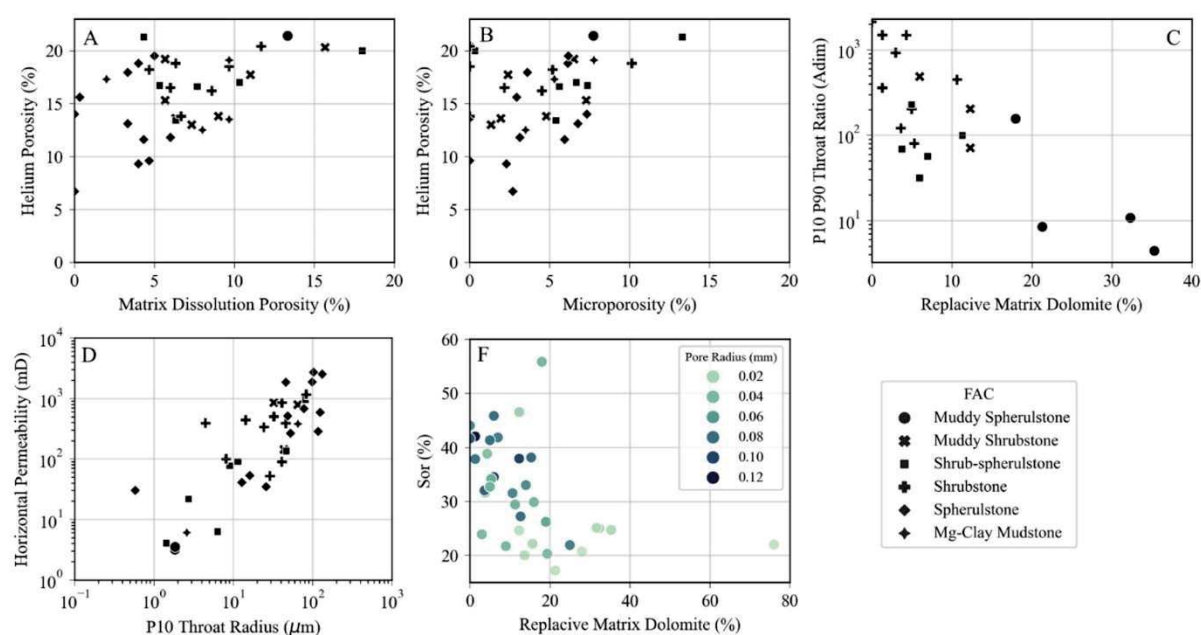 A
Helium Porosity (%)
20
15
10
5
0
0 5 10 15 20
Matrix Dissolution Porosity (%)
B
Helium Porosity (%)
20
15
10
5
0
0 5 10 15 20
Microporosity (%)
C
P10 P90 Throat Ratio (Adim)
10³
10²
10¹
0 10 20 30 40
Replacive Matrix Dolomite (%)
D
Horizontal Permeability (mD)
10⁴
10³
10²
10¹
10⁰
10⁻¹ 10⁰ 10¹ 10² 10³
P10 Throat Radius (μm)
F
Sor (%)
60
50
40
30
20
0 20 40 60 80
Replacive Matrix Dolomite (%)
Pore Radius (mm)
0.02
0.04
0.06
0.08
0.10
0.12
FAC
Muddy Spherulstone
Muddy Shrubstone
Shrub-spherulstone
Shrubstone
Spherulstone
Mg-Clay Mudstone